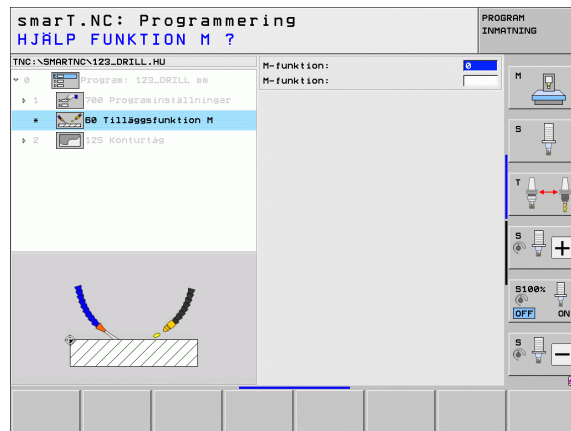 smarT.NC: Programmering
HJÄLP FUNKTION M ?
PROGRAM
INMATNING
TNC:\SMARTNC\123_DRILL.HU
0 Program: 123_DRILL mm
1 700 Programinställningar
* 60 Tilläggsfunktion M
2 125 Konturtåg
M-funktion: 0
M-funktion:
M
S
T
S
S100%
OFF ON
S